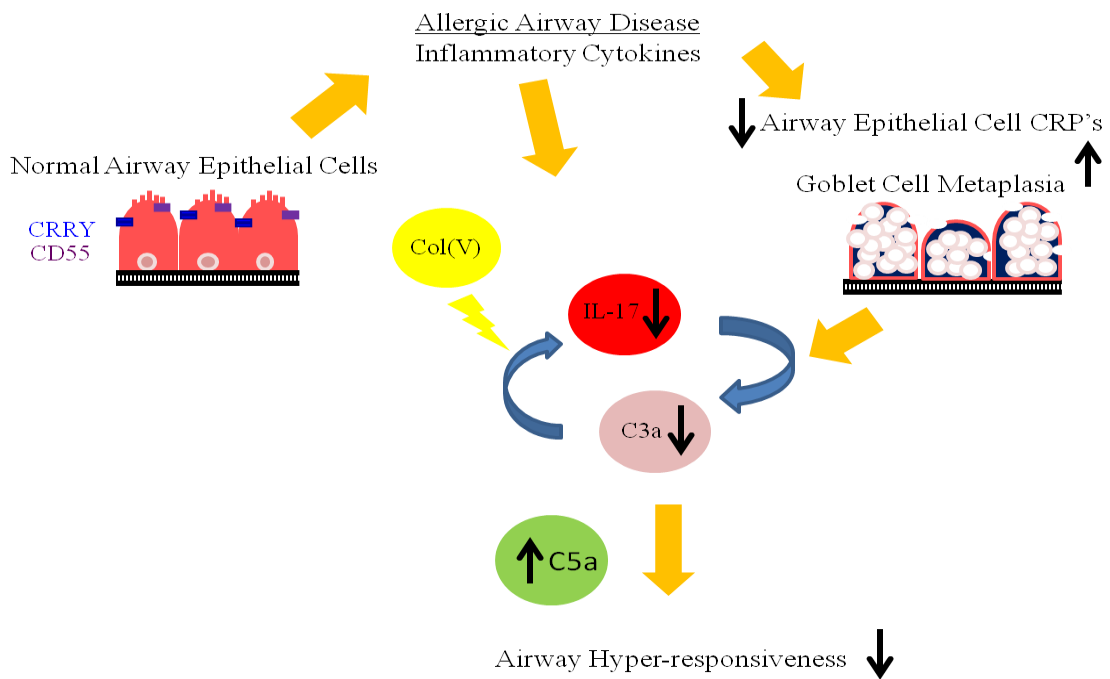 Allergic Airway Disease
Inflammatory Cytokines
Airway Epithelial Cell CRP's
Normal Airway Epithelial Cells
Goblet Cell Metaplasia
CRRY
CD55
Col(V)
IL-17
C3a
C5a
Airway Hyper-responsiveness